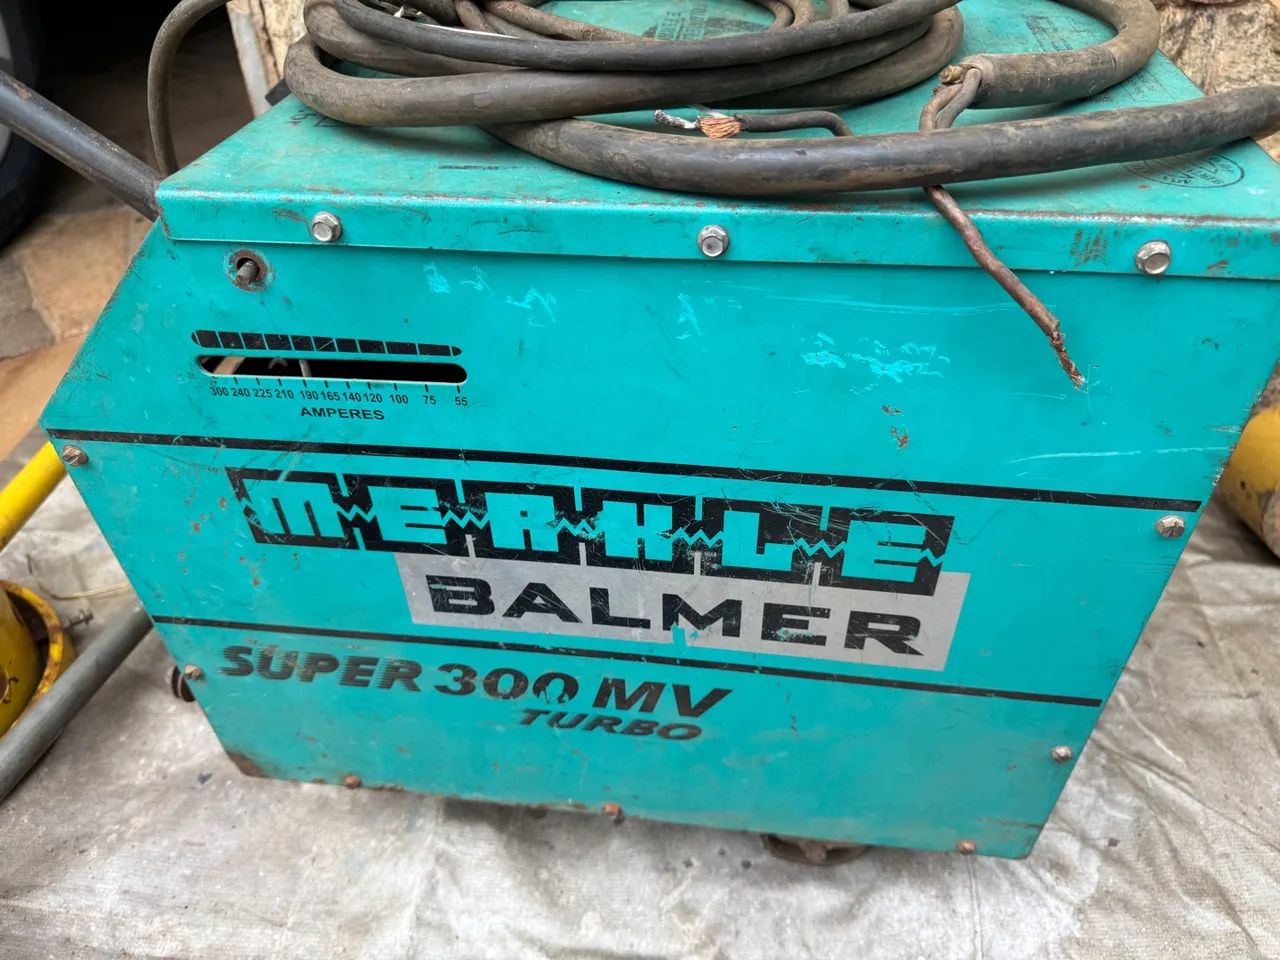 300 240 225 210 190 165 140 120 100 75 55
AMPERES
MERKLE
BALMER
SUPER 300 MV
TURBO